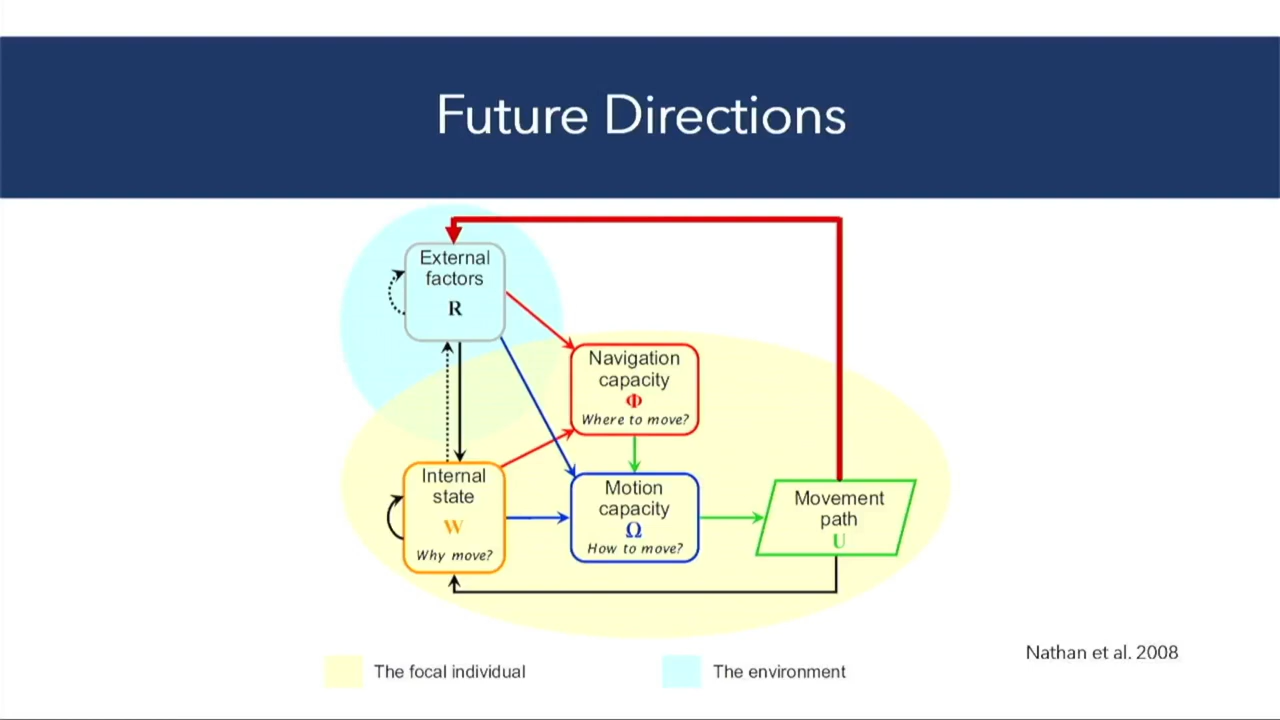 Future Directions
External
factors
R
Navigation
capacity
Φ
Where to move?
Internal
state
W
Why move?
Motion
capacity
Ω
How to move?
Movement
path
U
Nathan et al. 2008
The focal individual
The environment